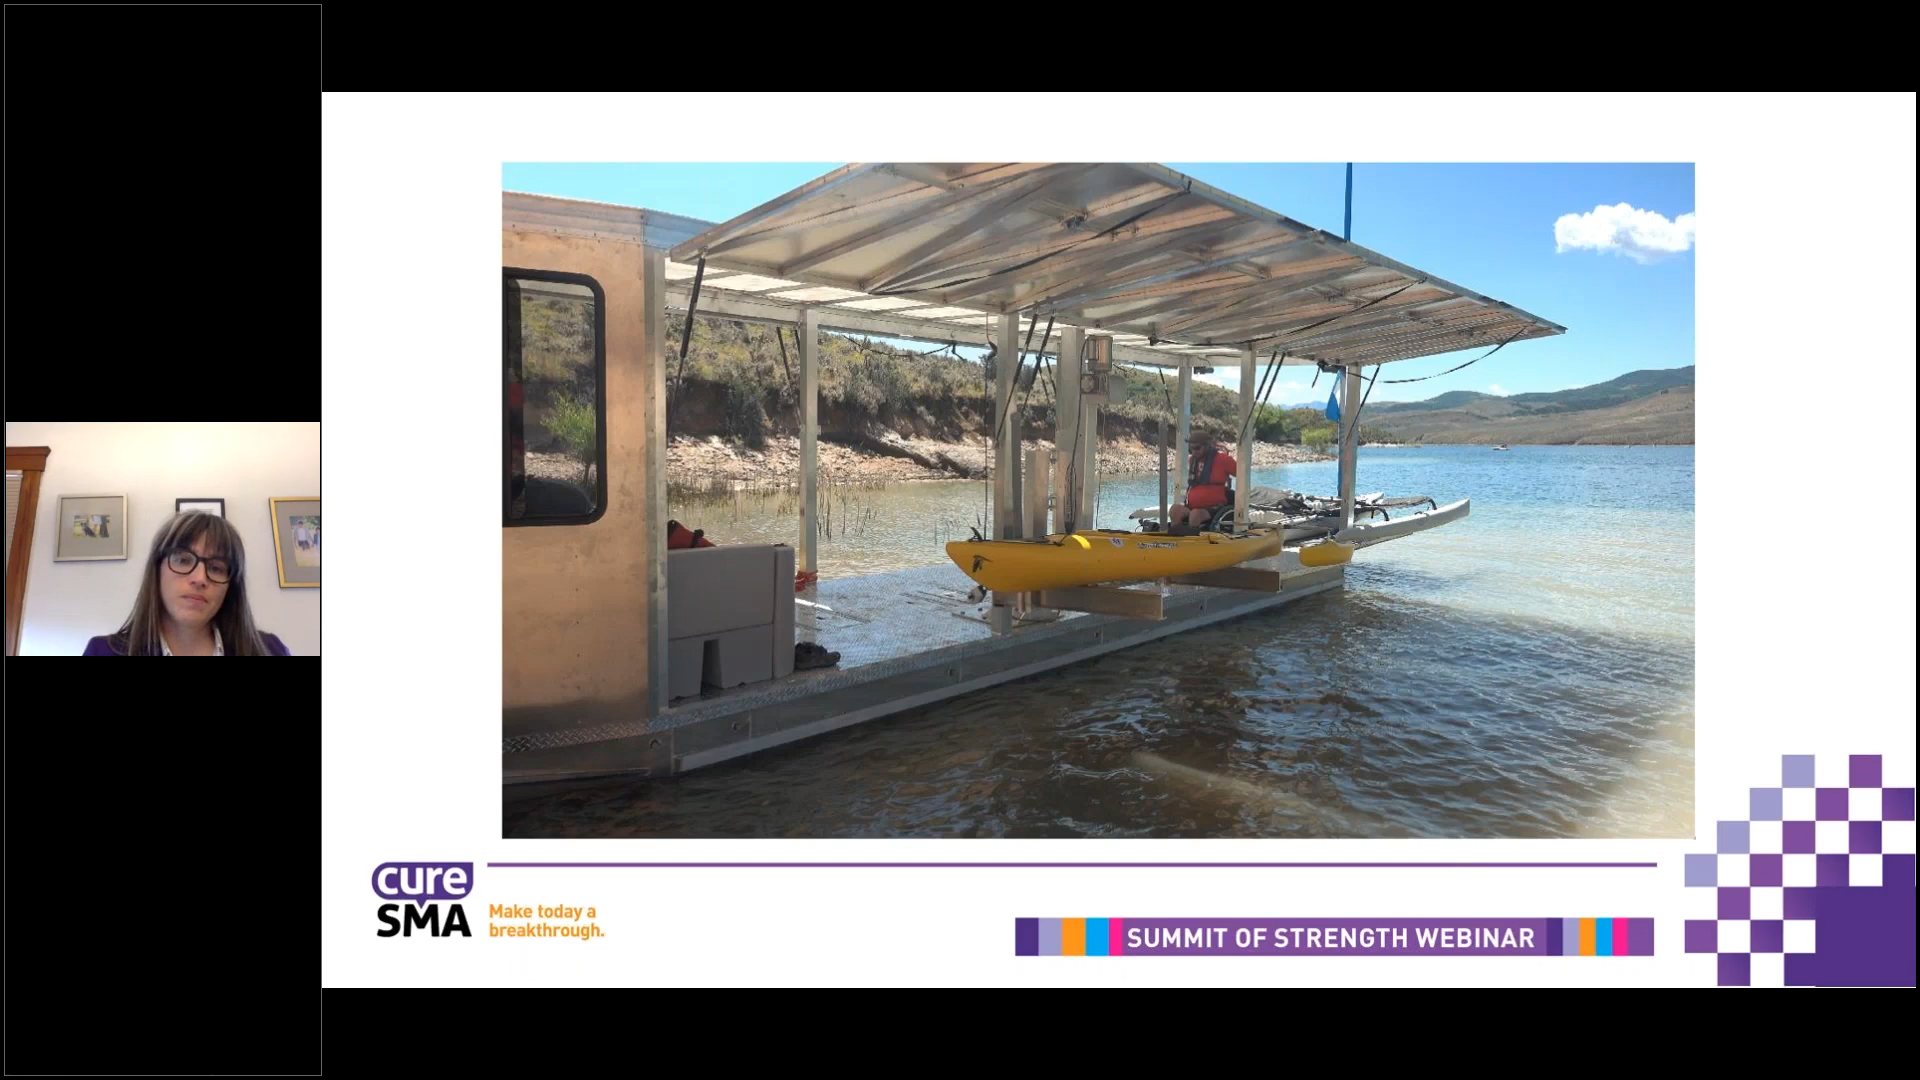 cure
SMA
Make today a
breakthrough.
SUMMIT OF STRENGTH WEBINAR